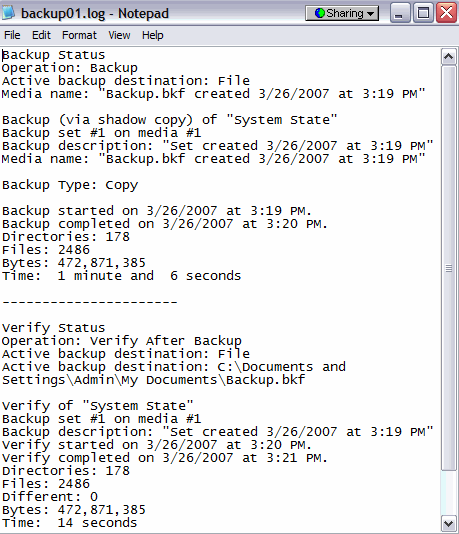 backup01.log - Notepad
Sharing
File Edit Format View Help
Backup Status
Operation: Backup
Active backup destination: File
Media name: "Backup.bkf created 3/26/2007 at 3:19 PM"
Backup (via shadow copy) of "System State"
Backup set #1 on media #1
Backup description: "Set created 3/26/2007 at 3:19 PM"
Media name: "Backup.bkf created 3/26/2007 at 3:19 PM"
Backup Type: Copy
Backup started on 3/26/2007 at 3:19 PM.
Backup completed on 3/26/2007 at 3:20 PM.
Directories: 178
Files: 2486
Bytes: 472,871,385
Time:  1 minute and  6 seconds
----------------------
Verify Status
Operation: Verify After Backup
Active backup destination: File
Active backup destination: C:\Documents and
Settings\Admin\My Documents\Backup.bkf
Verify of "System State"
Backup set #1 on media #1
Backup description: "Set created 3/26/2007 at 3:19 PM"
Verify started on 3/26/2007 at 3:20 PM.
Verify completed on 3/26/2007 at 3:21 PM.
Directories: 178
Files: 2486
Different: 0
Bytes: 472,871,385
Time:  14 seconds